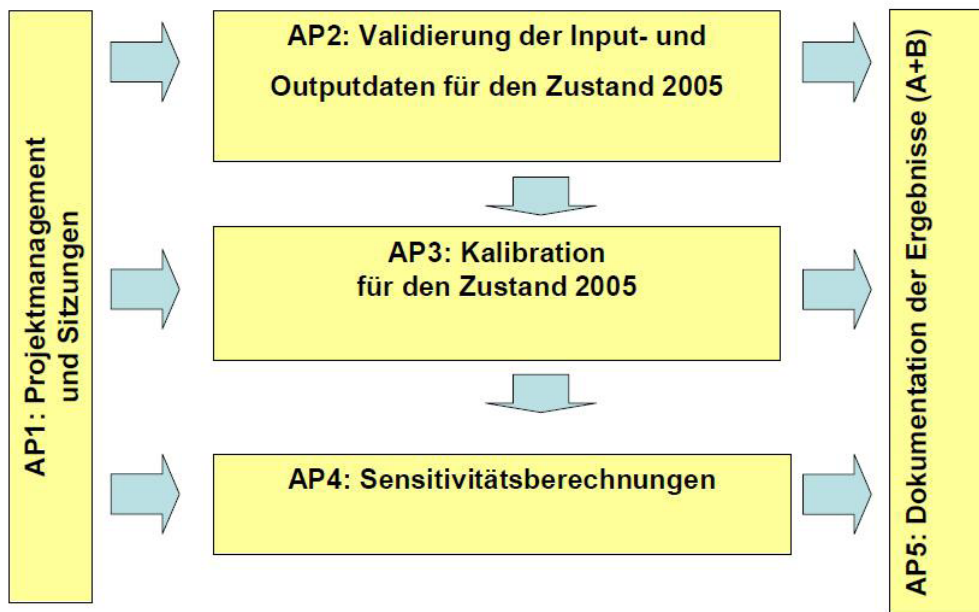 AP1: Projektmanagement
und Sitzungen
AP2: Validierung der Input- und
Outputdaten für den Zustand 2005
AP3: Kalibration
für den Zustand 2005
AP4: Sensitivitätsberechnungen
AP5: Dokumentation der Ergebnisse (A+B)